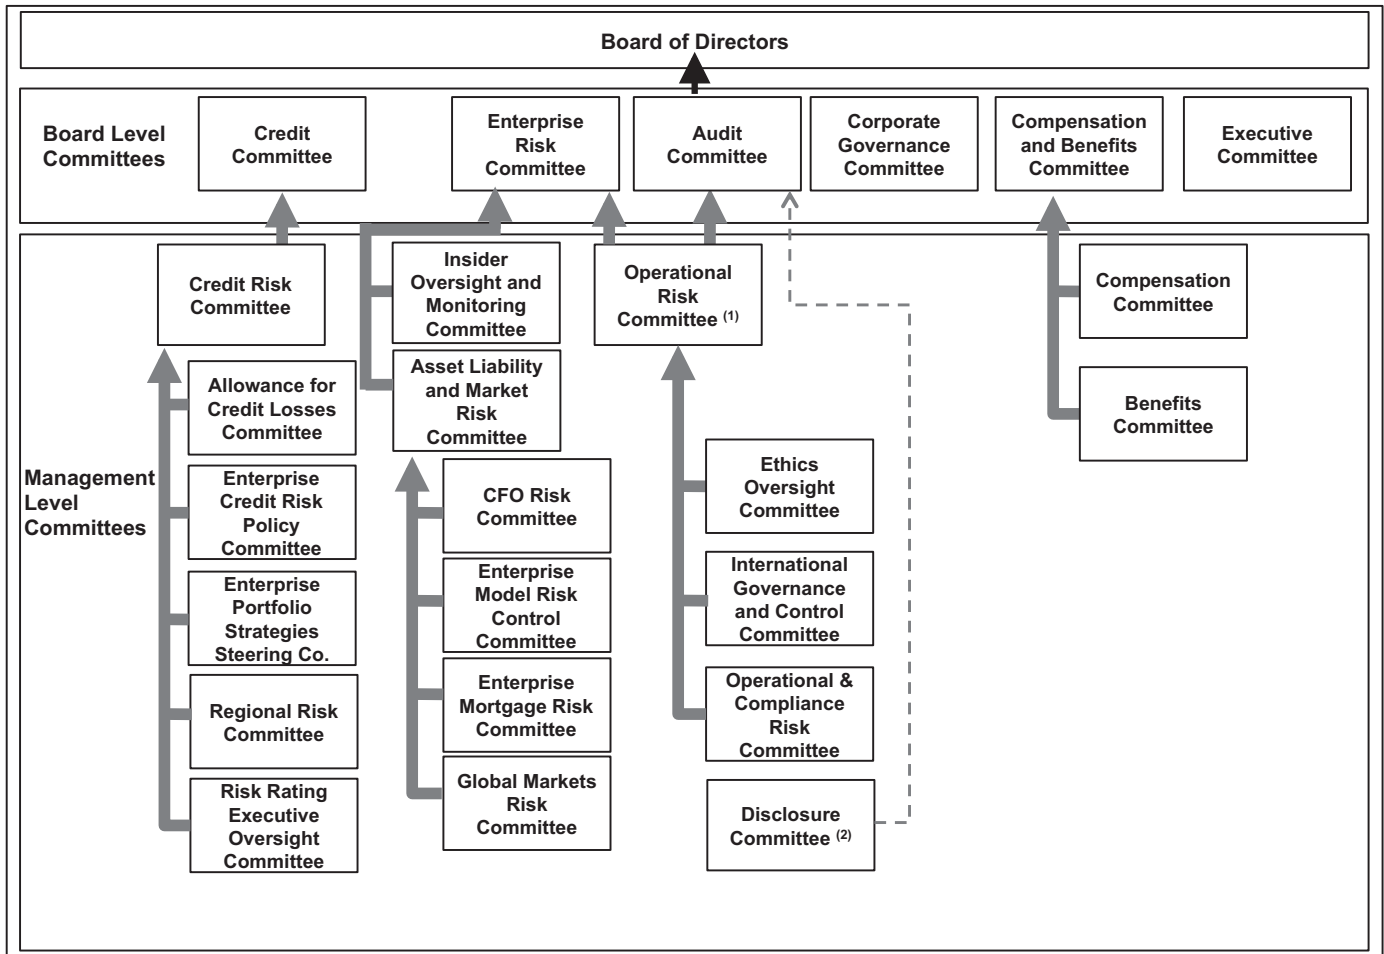 Board of Directors
Board Level
Committees
Credit
Committee
Enterprise
Risk
Committee
Audit
Committee
Corporate
Governance
Committee
Compensation
and Benefits
Committee
Executive
Committee
Management
Level
Committees
Credit Risk
Committee
Allowance for
Credit Losses
Committee
Enterprise
Credit Risk
Policy
Committee
Enterprise
Portfolio
Strategies
Steering Co.
Regional Risk
Committee
Risk Rating
Executive
Oversight
Committee
Insider
Oversight and
Monitoring
Committee
Asset Liability
and Market
Risk
Committee
CFO Risk
Committee
Enterprise
Model Risk
Control
Committee
Enterprise
Mortgage Risk
Committee
Global Markets
Risk
Committee
Operational
Risk
Committee (1)
Ethics
Oversight
Committee
International
Governance
and Control
Committee
Operational &
Compliance
Risk
Committee
Disclosure
Committee (2)
Compensation
Committee
Benefits
Committee